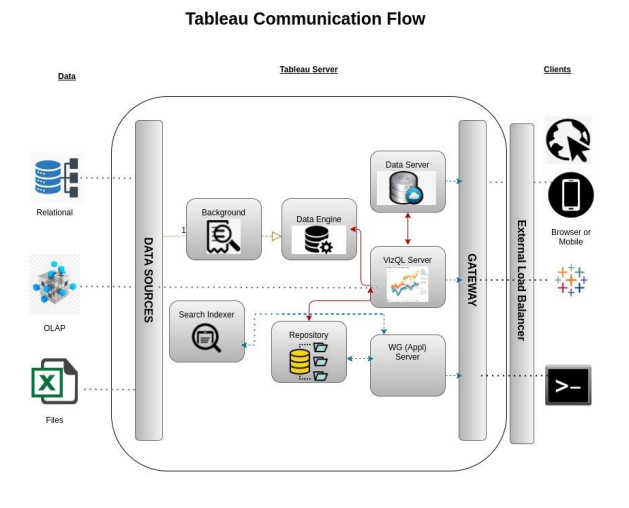 Tableau Communication Flow
Data
Tableau Server
Clients
Relational
OLAP
Files
DATA SOURCES
1
Background
Data Engine
Data Server
VizQL Server
Search Indexer
Repository
WG (Appl)
Server
GATEWAY
External Load Balancer
Browser or
Mobile
X
>-